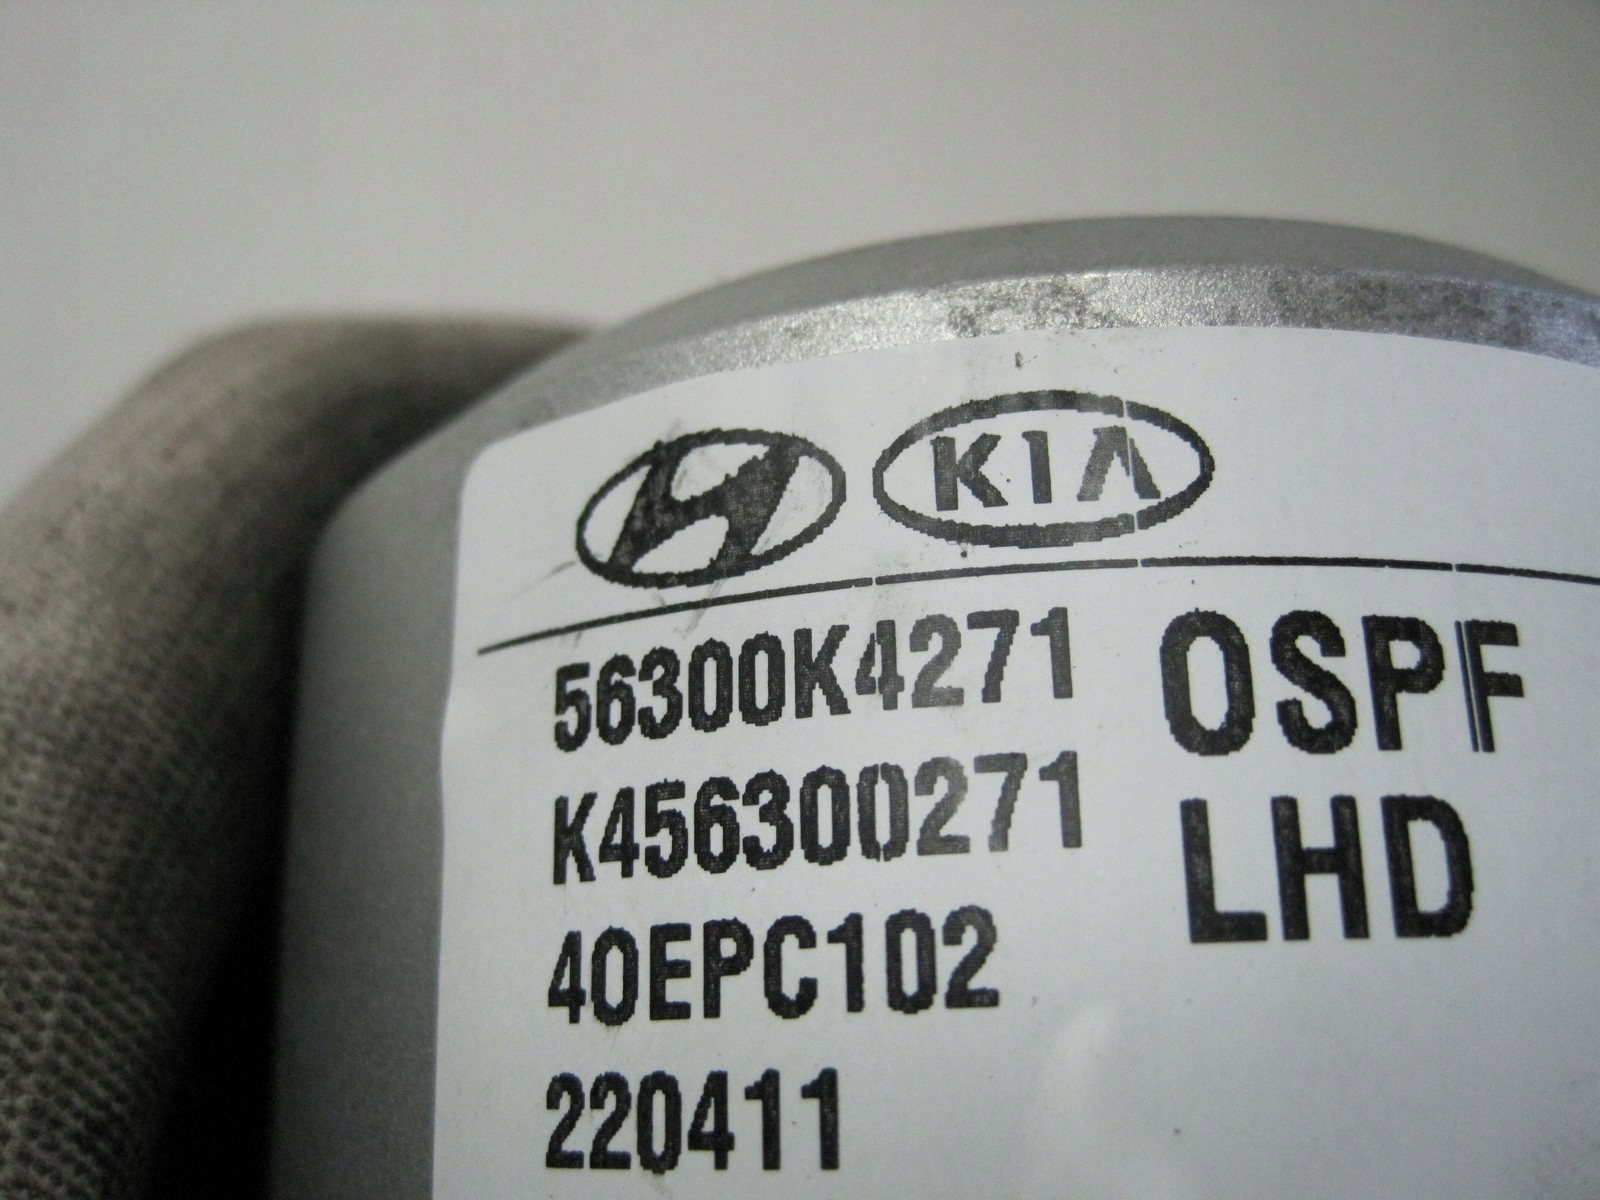 KIA
56300K4271 OSPF
K456300271 LHD
40EPC102
220411